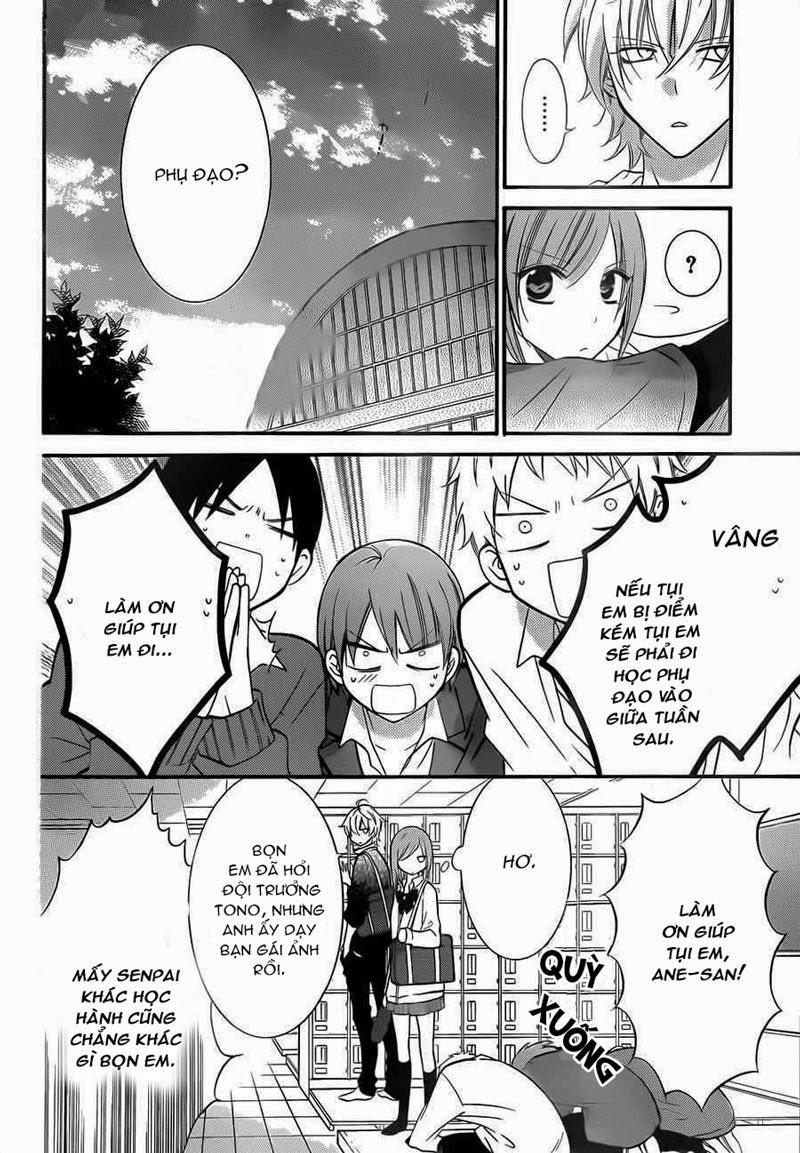 ........
?
PHỤ ĐẠO?
VÂNG
NẾU TỤI
EM BỊ ĐIỂM
KÉM TỤI EM
SẼ PHẢI ĐI
HỌC PHỤ
ĐẠO VÀO
GIỮA TUẦN
SAU.
LÀM ƠN
GIÚP TỤI
EM ĐI...
LÀM
ƠN GIÚP
TỤI EM,
ANE-SAN!
QUỲ
XUỐNG
HƠ.
BỌN
EM ĐÃ HỎI
ĐỘI TRƯỞNG
TONO, NHƯNG
ANH ẤY DẠY
BẠN GÁI ẢNH
RỒI.
MẤY SENPAI
KHÁC HỌC
HÀNH CŨNG
CHẲNG KHÁC
GÌ BỌN EM.